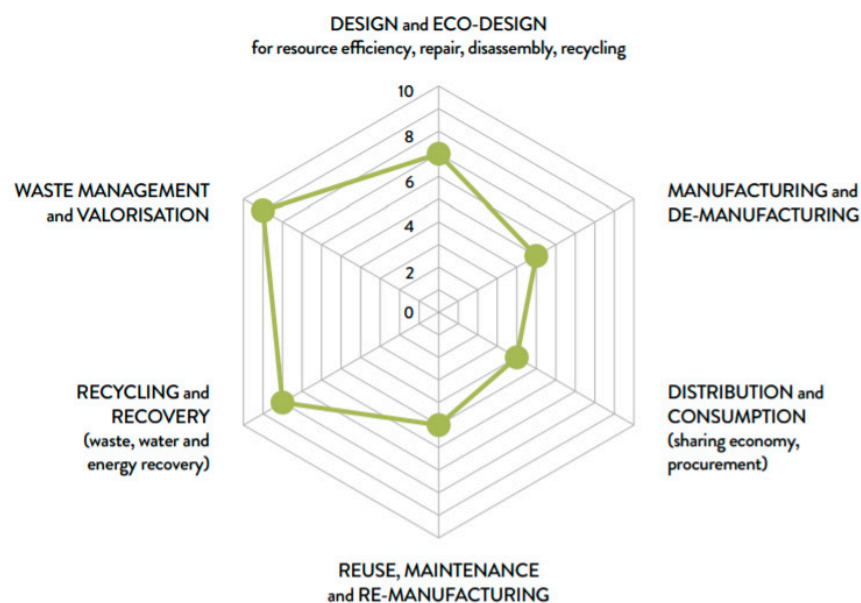 DESIGN and ECO-DESIGN
for resource efficiency, repair, disassembly, recycling
10
8
6
4
2
0
WASTE MANAGEMENT
and VALORISATION
MANUFACTURING and
DE-MANUFACTURING
RECYCLING and
RECOVERY
(waste, water and
energy recovery)
DISTRIBUTION and
CONSUMPTION
(sharing economy,
procurement)
REUSE, MAINTENANCE
and RE-MANUFACTURING